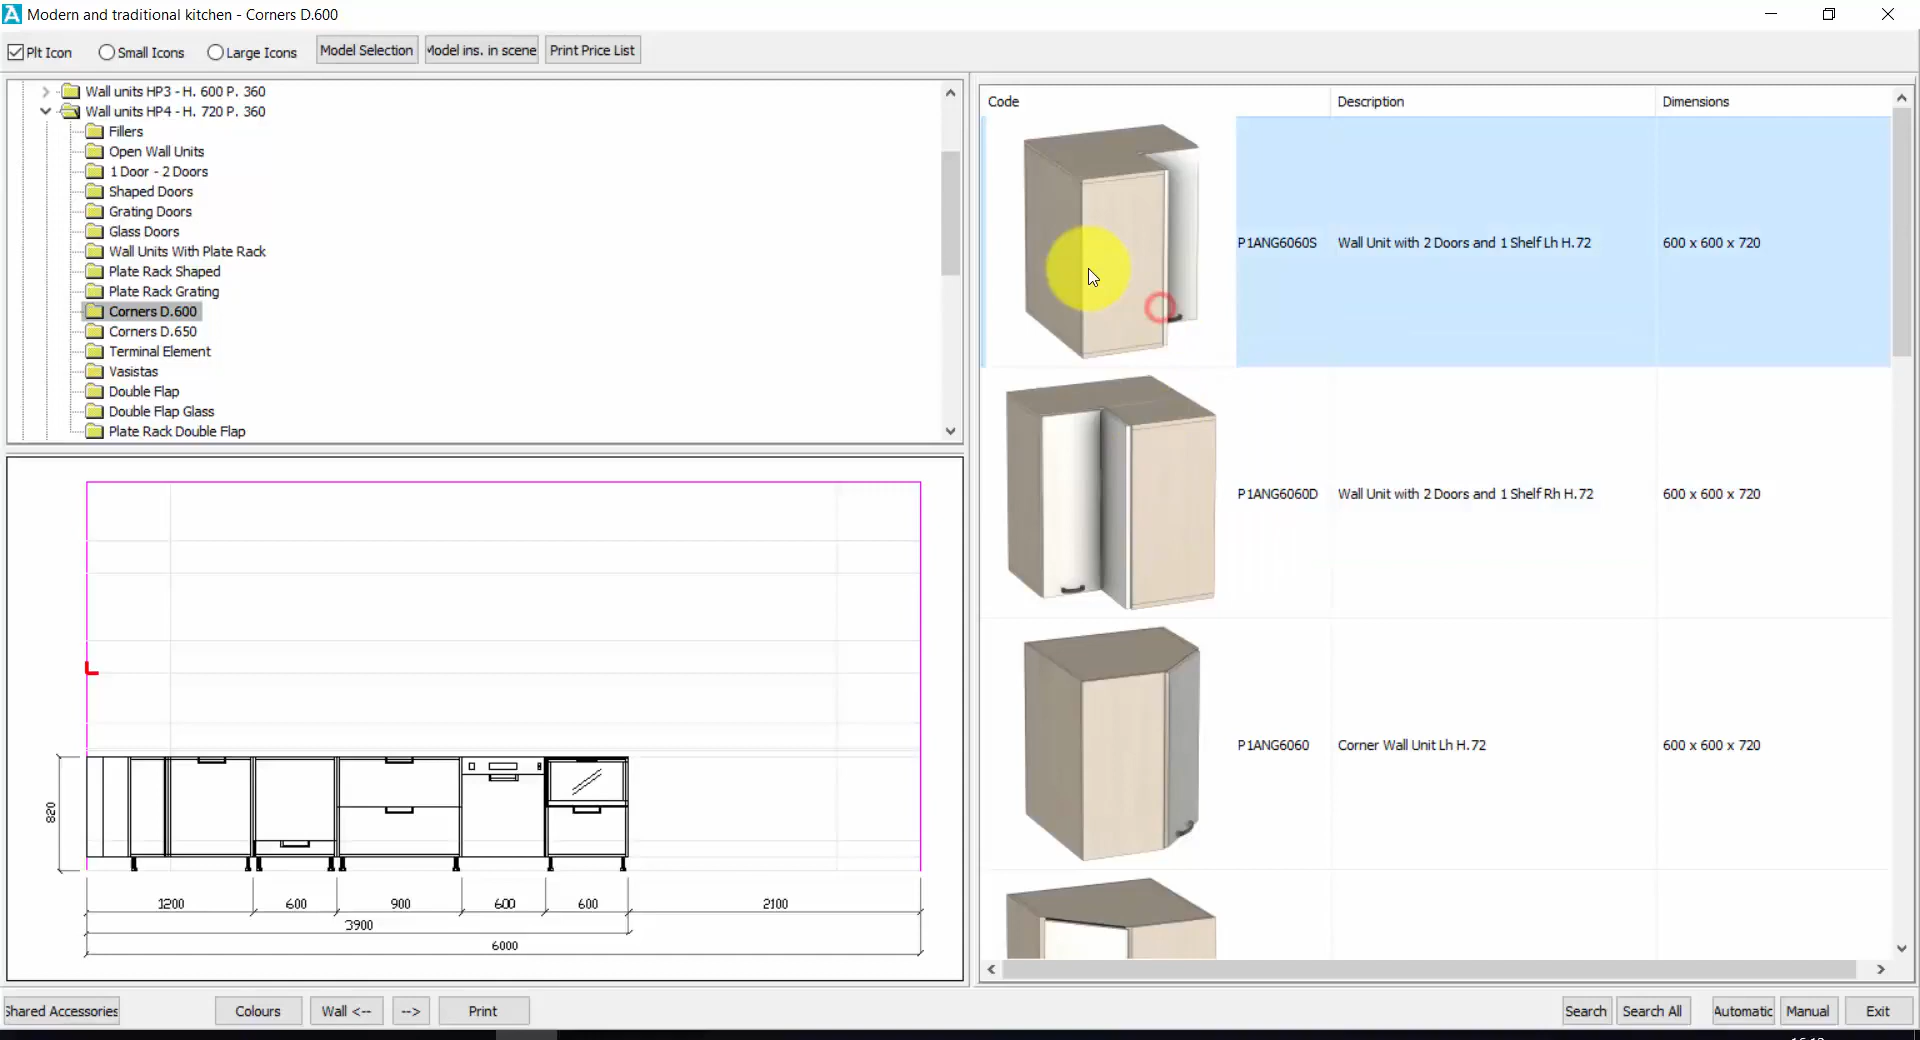 Modern and traditional kitchen - Corners D.600
Plt Icon
Small Icons
Large Icons
Model Selection
Model ins. in scene
Print Price List
Wall units HP3 - H. 600 P. 360
Wall units HP4 - H. 720 P. 360
Fillers
Open Wall Units
1 Door - 2 Doors
Shaped Doors
Grating Doors
Glass Doors
Wall Units With Plate Rack
Plate Rack Shaped
Plate Rack Grating
Corners D.600
Corners D.650
Terminal Element
Vasistas
Double Flap
Double Flap Glass
Plate Rack Double Flap
Code Description Dimensions
P1ANG6060S Wall Unit with 2 Doors and 1 Shelf Lh H.72 600 x 600 x 720
P1ANG6060D Wall Unit with 2 Doors and 1 Shelf Rh H.72 600 x 600 x 720
P1ANG6060 Corner Wall Unit Lh H.72 600 x 600 x 720
820
1200 600 900 600 600 2100
3900
6000
Shared Accessories
Colours
Wall <--
-->
Print
Search
Search All
Automatic
Manual
Exit